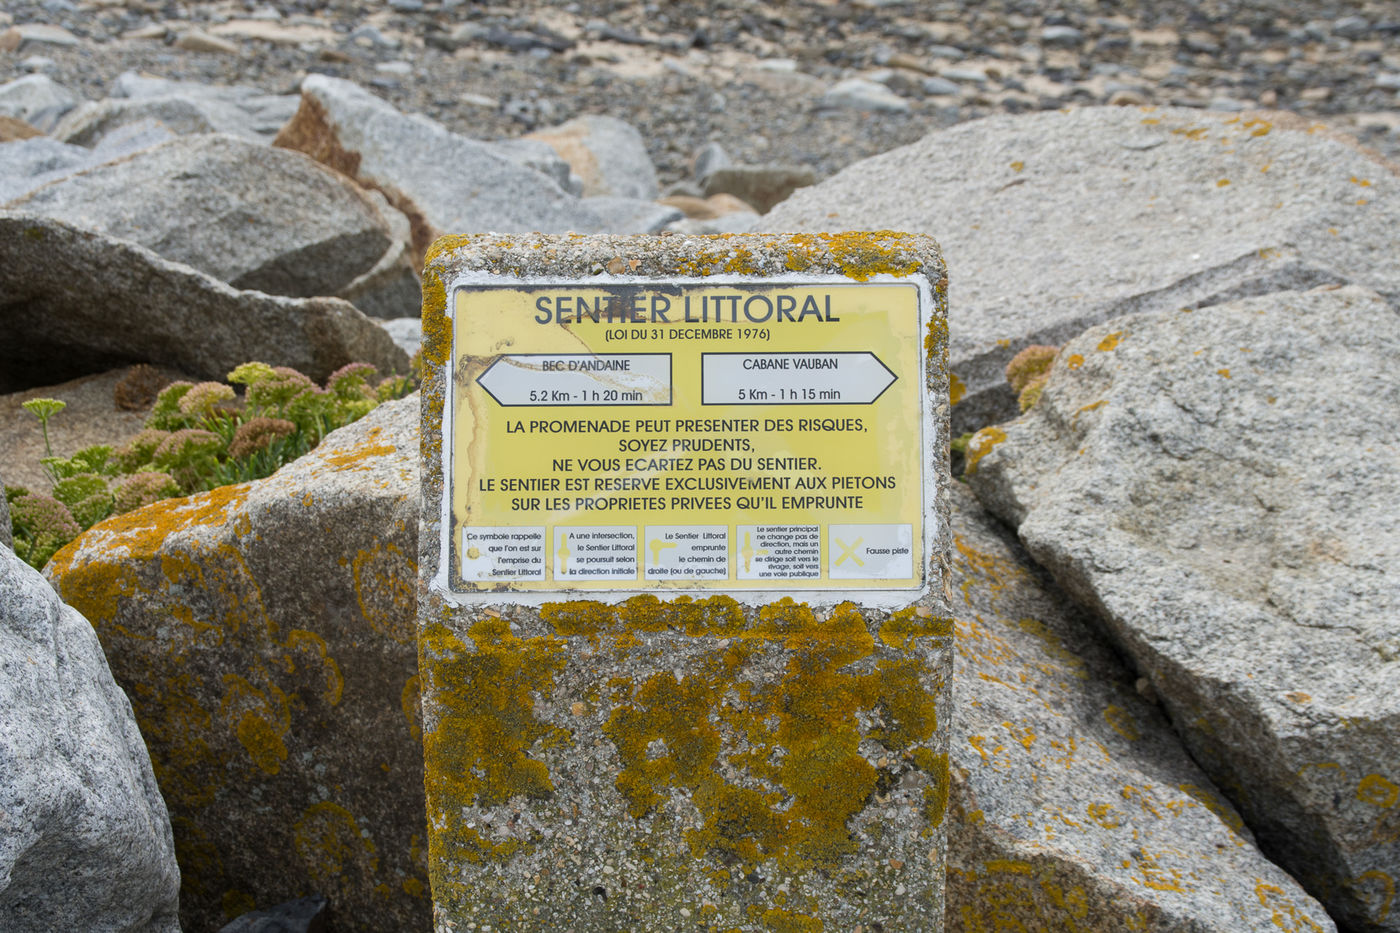 SENTIER LITTORAL
(LOI DU 31 DECEMBRE 1976)
BEC D'ANDAINE
5.2 Km - 1 h 20 min
CABANE VAUBAN
5 Km - 1 h 15 min
LA PROMENADE PEUT PRESENTER DES RISQUES,
SOYEZ PRUDENTS,
NE VOUS ECARTEZ PAS DU SENTIER.
LE SENTIER EST RESERVE EXCLUSIVEMENT AUX PIETONS
SUR LES PROPRIETES PRIVEES QU'IL EMPRUNTE
Ce symbole rappelle
que l'on est sur
l'emprise du
Sentier Littoral
A une intersection,
le Sentier Littoral
se poursuit selon
la direction initiale
Le Sentier Littoral
emprunte
le chemin de
droite (ou de gauche)
Le sentier principal
ne change pas de
direction, mais un
autre chemin
se dirige soit vers le
rivage, soit vers
une voie publique
Fausse piste